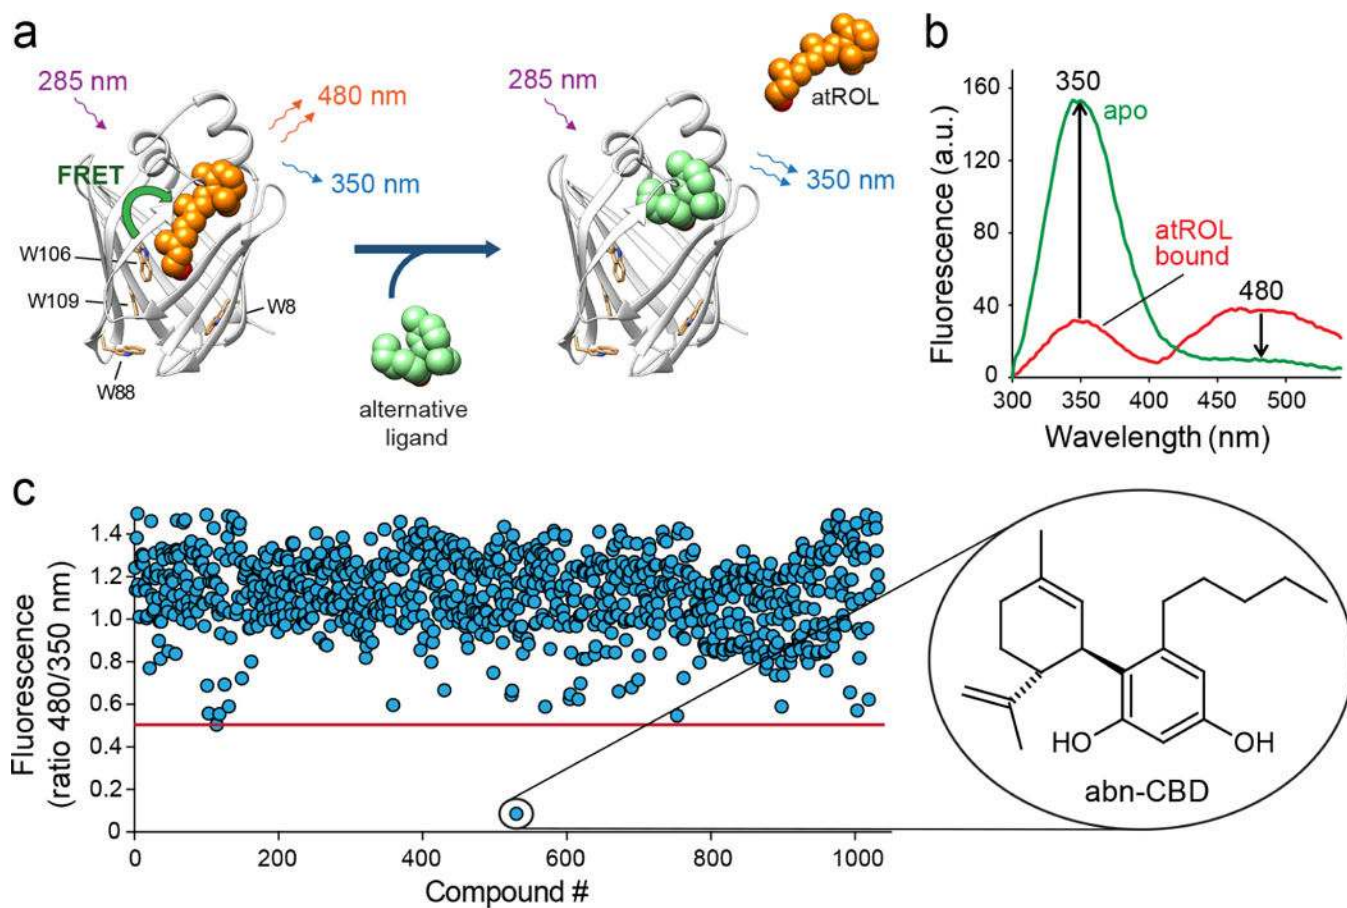 a
285 nm
480 nm
350 nm
FRET
W106
W109
W88
W8
alternative
ligand
285 nm
atROL
350 nm
b
Fluorescence (a.u.)
160
120
80
40
0
350
apo
atROL
bound
480
300
350
400
450
500
Wavelength (nm)
c
Fluorescence
(ratio 480/350 nm)
1.4
1.2
1.0
0.8
0.6
0.4
0.2
0
0
200
400
600
800
1000
Compound #
HO
OH
abn-CBD